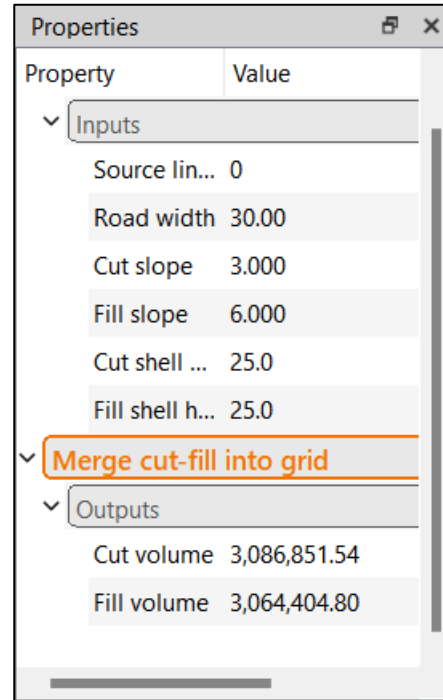 Properties
Property Value
Inputs
Source lin... 0
Road width 30.00
Cut slope 3.000
Fill slope 6.000
Cut shell ... 25.0
Fill shell h... 25.0
Merge cut-fill into grid
Outputs
Cut volume 3,086,851.54
Fill volume 3,064,404.80